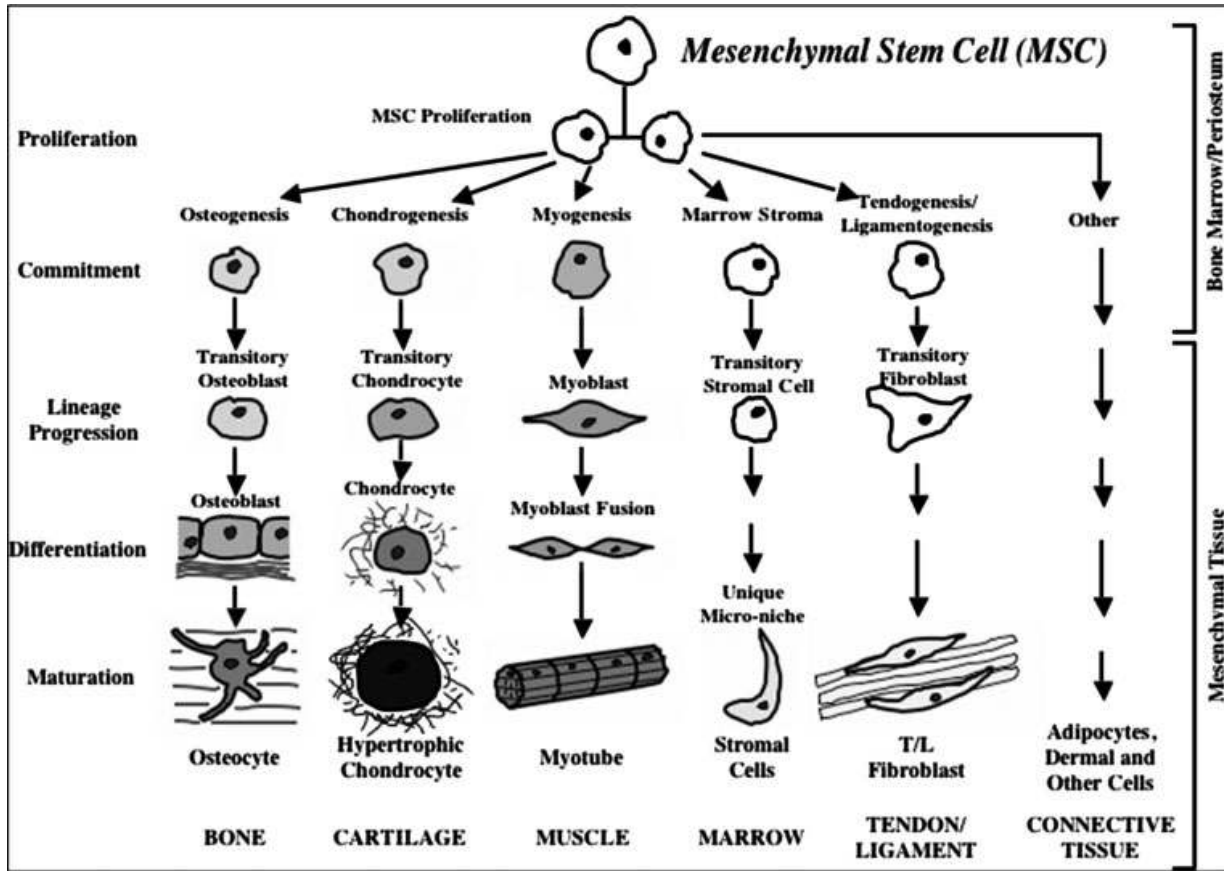 Mesenchymal Stem Cell (MSC)
MSC Proliferation
Proliferation
Osteogenesis
Chondrogenesis
Myogenesis
Marrow Stroma
Tendogenesis/
Ligamentogenesis
Other
Commitment
Transitory
Osteoblast
Transitory
Chondrocyte
Myoblast
Transitory
Stromal Cell
Transitory
Fibroblast
Lineage
Progression
Osteoblast
Chondrocyte
Myoblast Fusion
Differentiation
Unique
Micro-niche
Maturation
Osteocyte
Hypertrophic
Chondrocyte
Myotube
Stromal
Cells
T/L
Fibroblast
Adipocytes,
Dermal and
Other Cells
BONE
CARTILAGE
MUSCLE
MARROW
TENDON/
LIGAMENT
CONNECTIVE
TISSUE
Bone Marrow/Periosteum
Mesenchymal Tissue